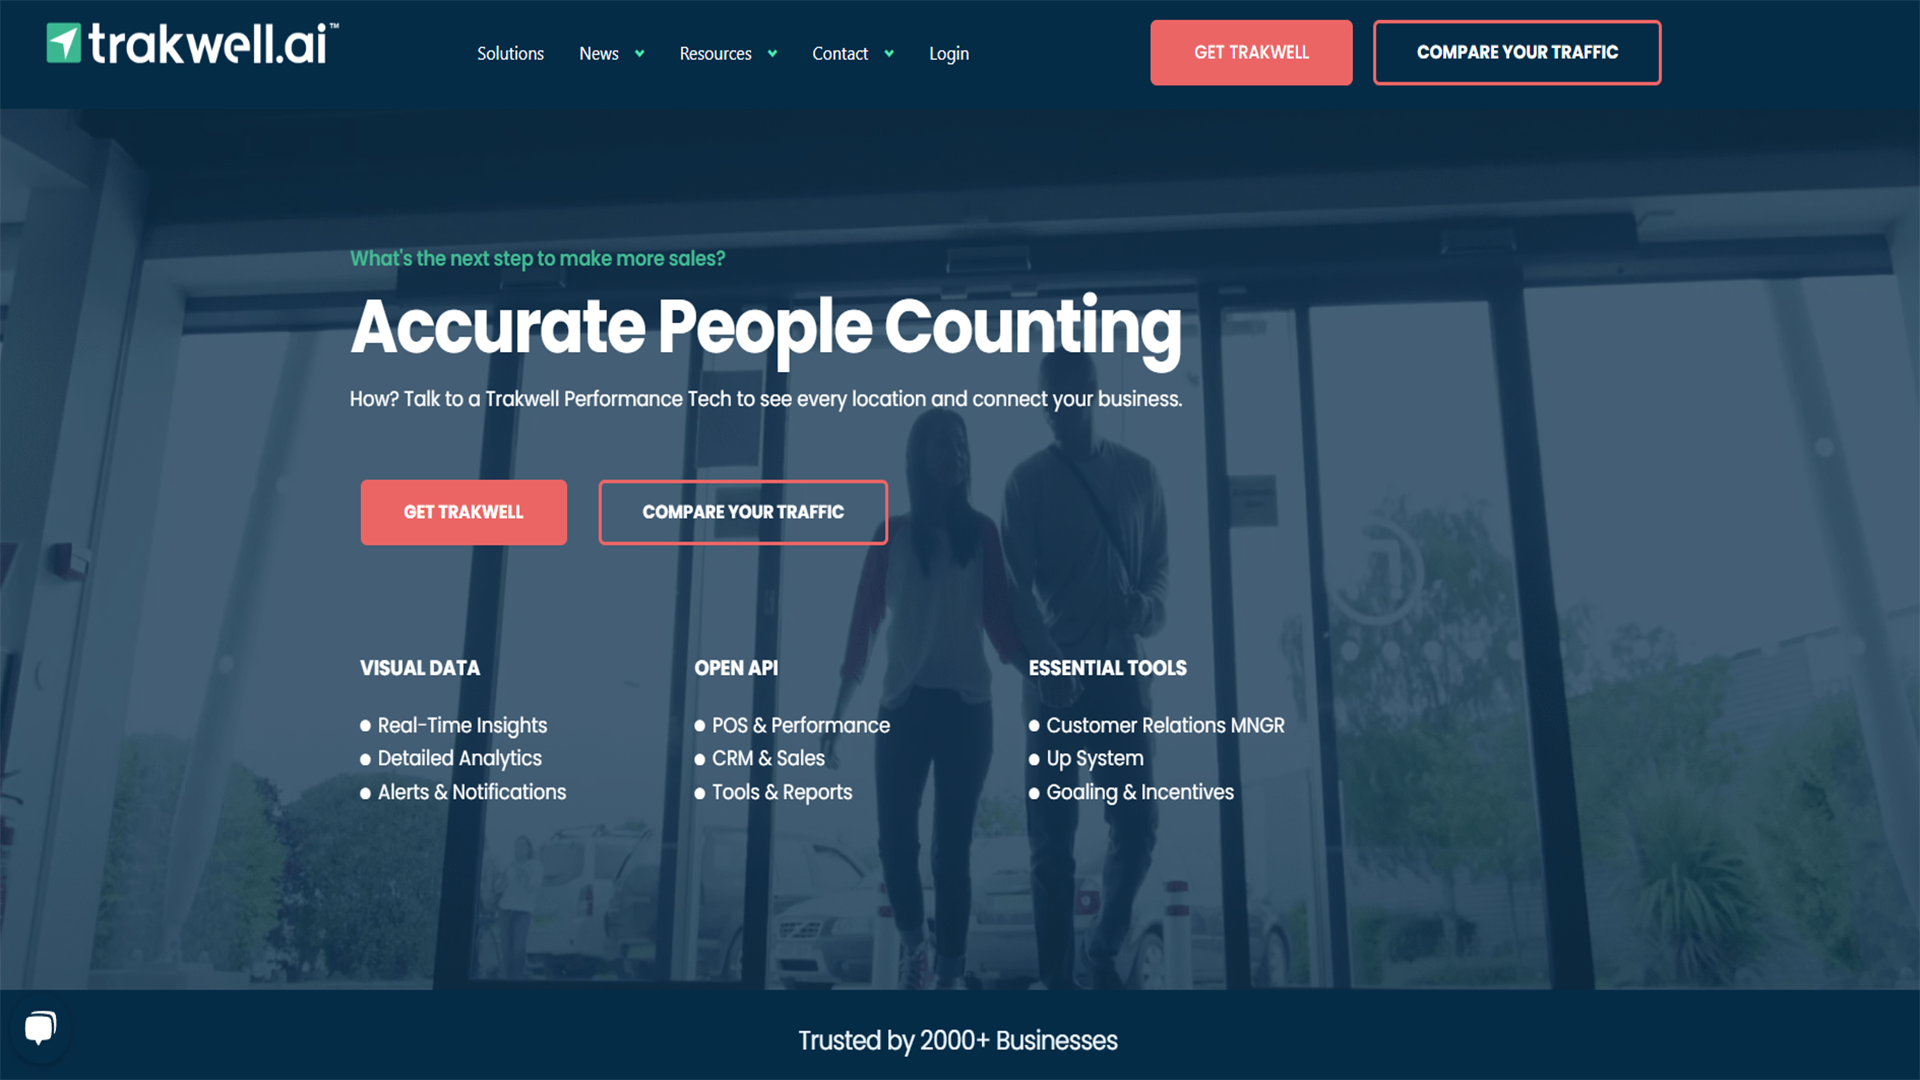 trakwell.ai™
Solutions News Resources Contact Login
GET TRAKWELL COMPARE YOUR TRAFFIC
What's the next step to make more sales?
Accurate People Counting
How? Talk to a Trakwell Performance Tech to see every location and connect your business.
GET TRAKWELL COMPARE YOUR TRAFFIC
VISUAL DATA
● Real-Time Insights
● Detailed Analytics
● Alerts & Notifications
OPEN API
● POS & Performance
● CRM & Sales
● Tools & Reports
ESSENTIAL TOOLS
● Customer Relations MNGR
● Up System
● Goaling & Incentives
Trusted by 2000+ Businesses